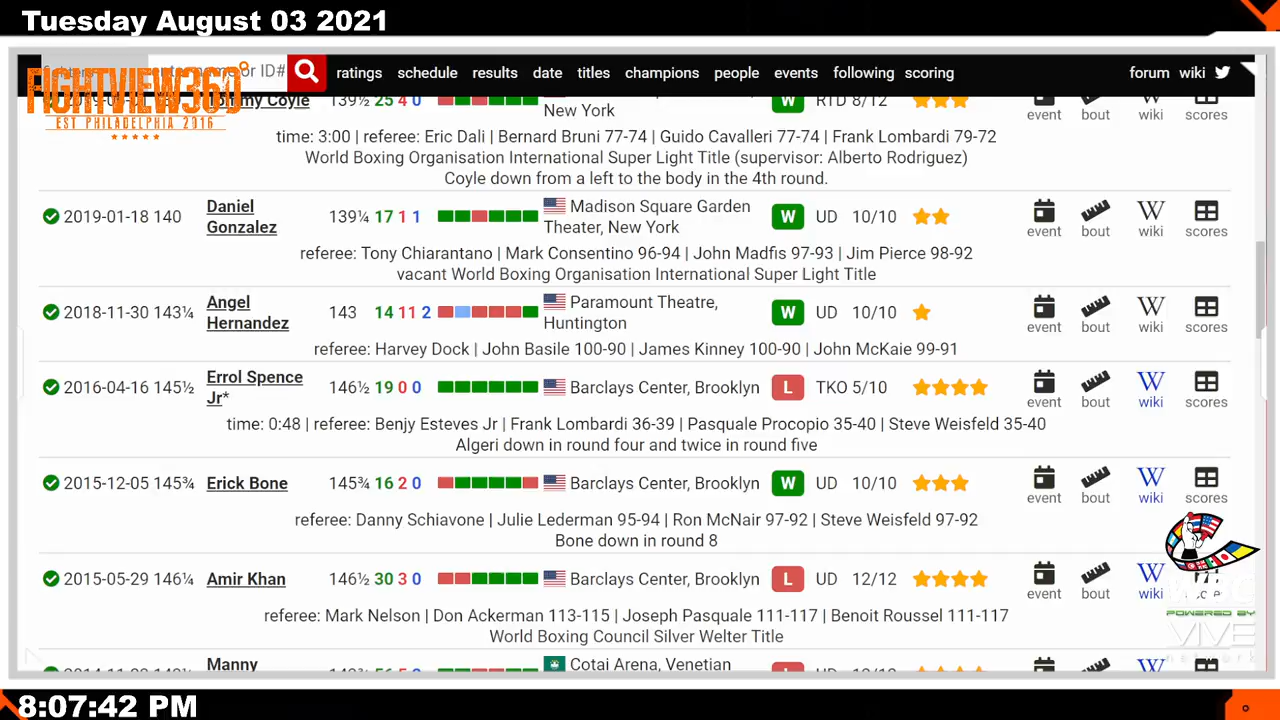 Tuesday August 03 2021
ID#
ratings schedule results date titles champions people events following scoring forum wiki
FIGHTVIEW360°
EST PHILADELPHIA 2016
Tommy Coyle 139½ 25 4 0 New York W RTD 8/12 event bout wiki scores
time: 3:00 | referee: Eric Dali | Bernard Bruni 77-74 | Guido Cavalleri 77-74 | Frank Lombardi 79-72
World Boxing Organisation International Super Light Title (supervisor: Alberto Rodriguez)
Coyle down from a left to the body in the 4th round.
2019-01-18 140 Daniel Gonzalez 139¼ 17 1 1 Madison Square Garden Theater, New York W UD 10/10 event bout wiki scores
referee: Tony Chiarantano | Mark Consentino 96-94 | John Madfis 97-93 | Jim Pierce 98-92
vacant World Boxing Organisation International Super Light Title
2018-11-30 143¼ Angel Hernandez 143 14 11 2 Paramount Theatre, Huntington W UD 10/10 event bout wiki scores
referee: Harvey Dock | John Basile 100-90 | James Kinney 100-90 | John McKaie 99-91
2016-04-16 145½ Errol Spence Jr* 146½ 19 0 0 Barclays Center, Brooklyn L TKO 5/10 event bout wiki scores
time: 0:48 | referee: Benjy Esteves Jr | Frank Lombardi 36-39 | Pasquale Procopio 35-40 | Steve Weisfeld 35-40
Algeri down in round four and twice in round five
2015-12-05 145¾ Erick Bone 145¾ 16 2 0 Barclays Center, Brooklyn W UD 10/10 event bout wiki scores
referee: Danny Schiavone | Julie Lederman 95-94 | Ron McNair 97-92 | Steve Weisfeld 97-92
Bone down in round 8
2015-05-29 146¼ Amir Khan 146½ 30 3 0 Barclays Center, Brooklyn L UD 12/12 event bout wiki
referee: Mark Nelson | Don Ackerman 113-115 | Joseph Pasquale 111-117 | Benoit Roussel 111-117
World Boxing Council Silver Welter Title
Manny Cotai Arena, Venetian
WBC
POWERED BY
VIVE
network
8:07:42 PM